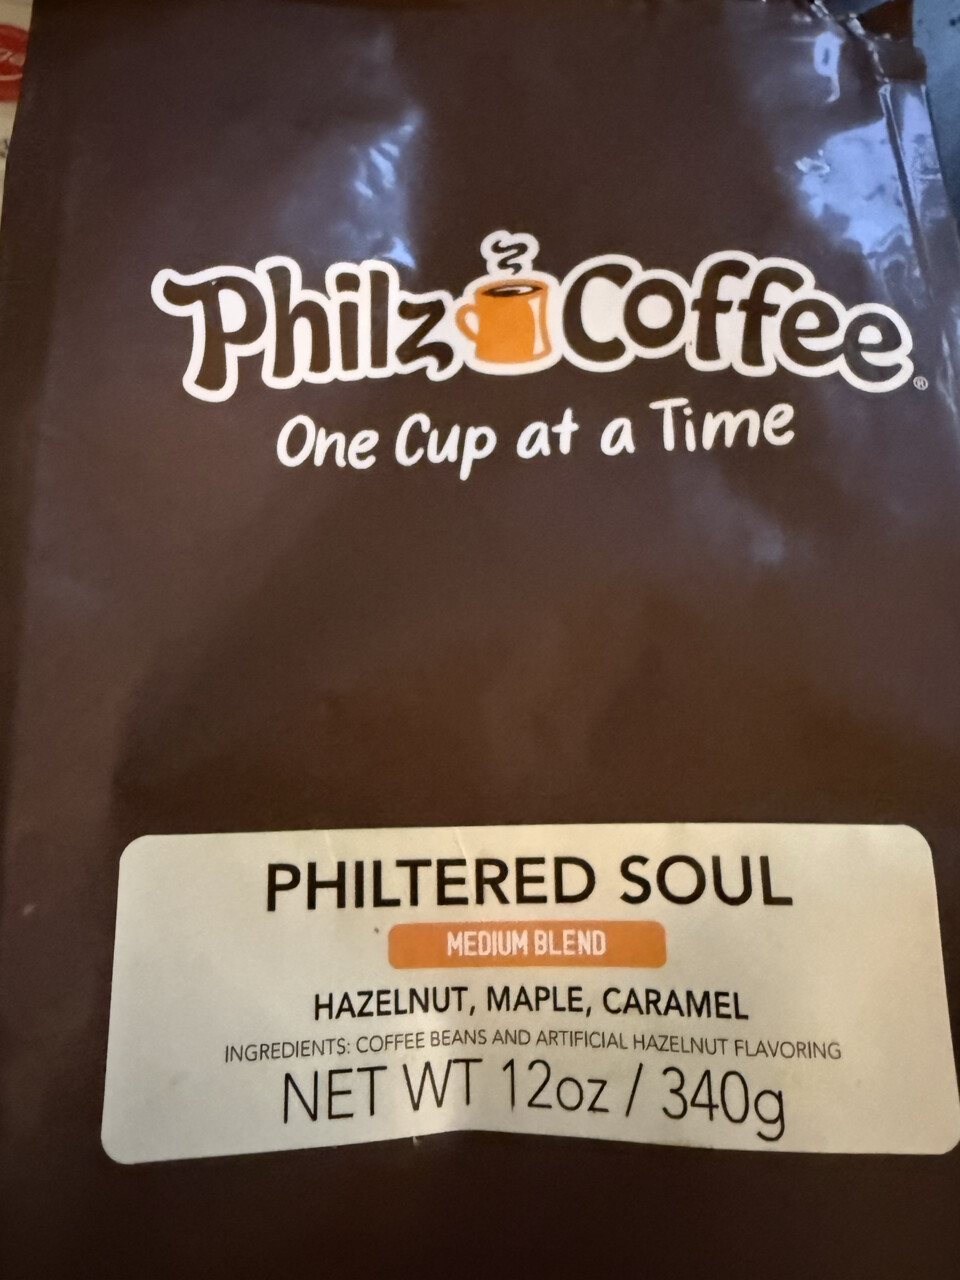 Philz Coffee®
One Cup at a Time
PHILTERED SOUL
MEDIUM BLEND
HAZELNUT, MAPLE, CARAMEL
INGREDIENTS: COFFEE BEANS AND ARTIFICIAL HAZELNUT FLAVORING
NET WT 12oz / 340g